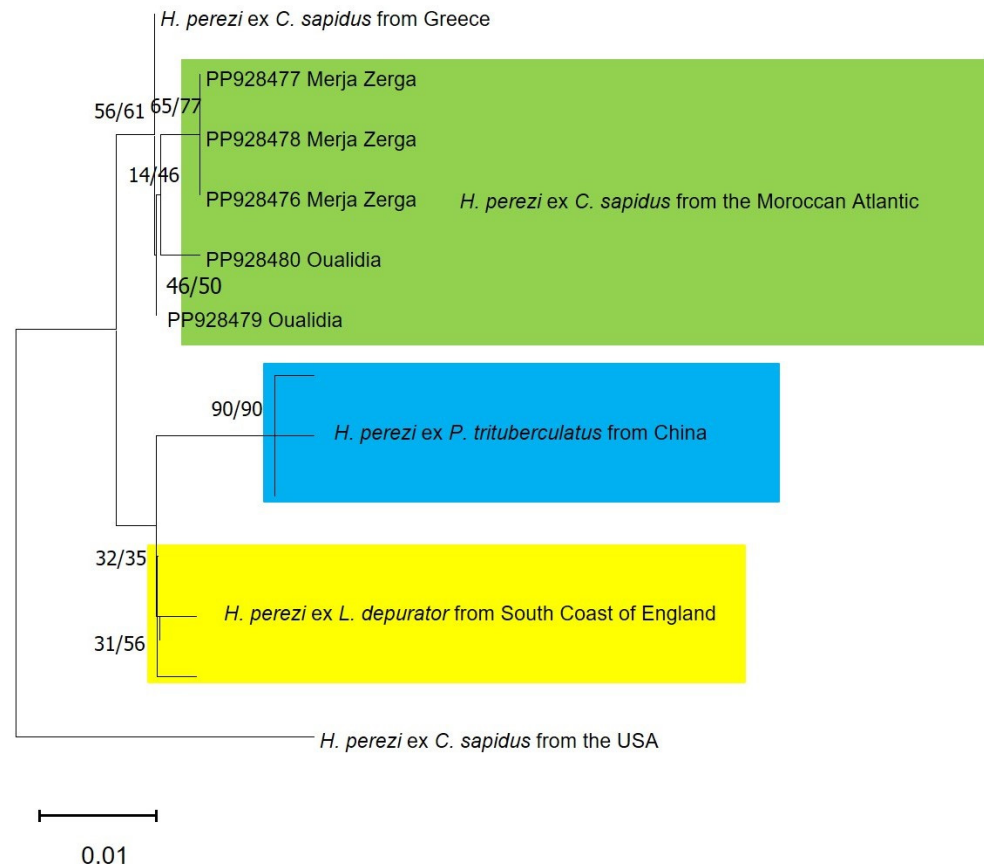 H. perezi ex C. sapidus from Greece
PP928477 Merja Zerga
56/61
65/77
PP928478 Merja Zerga
14/46
PP928476 Merja Zerga
H. perezi ex C. sapidus from the Moroccan Atlantic
PP928480 Oualidia
46/50
PP928479 Oualidia
90/90
H. perezi ex P. trituberculatus from China
32/35
H. perezi ex L. depurator from South Coast of England
31/56
H. perezi ex C. sapidus from the USA
0.01